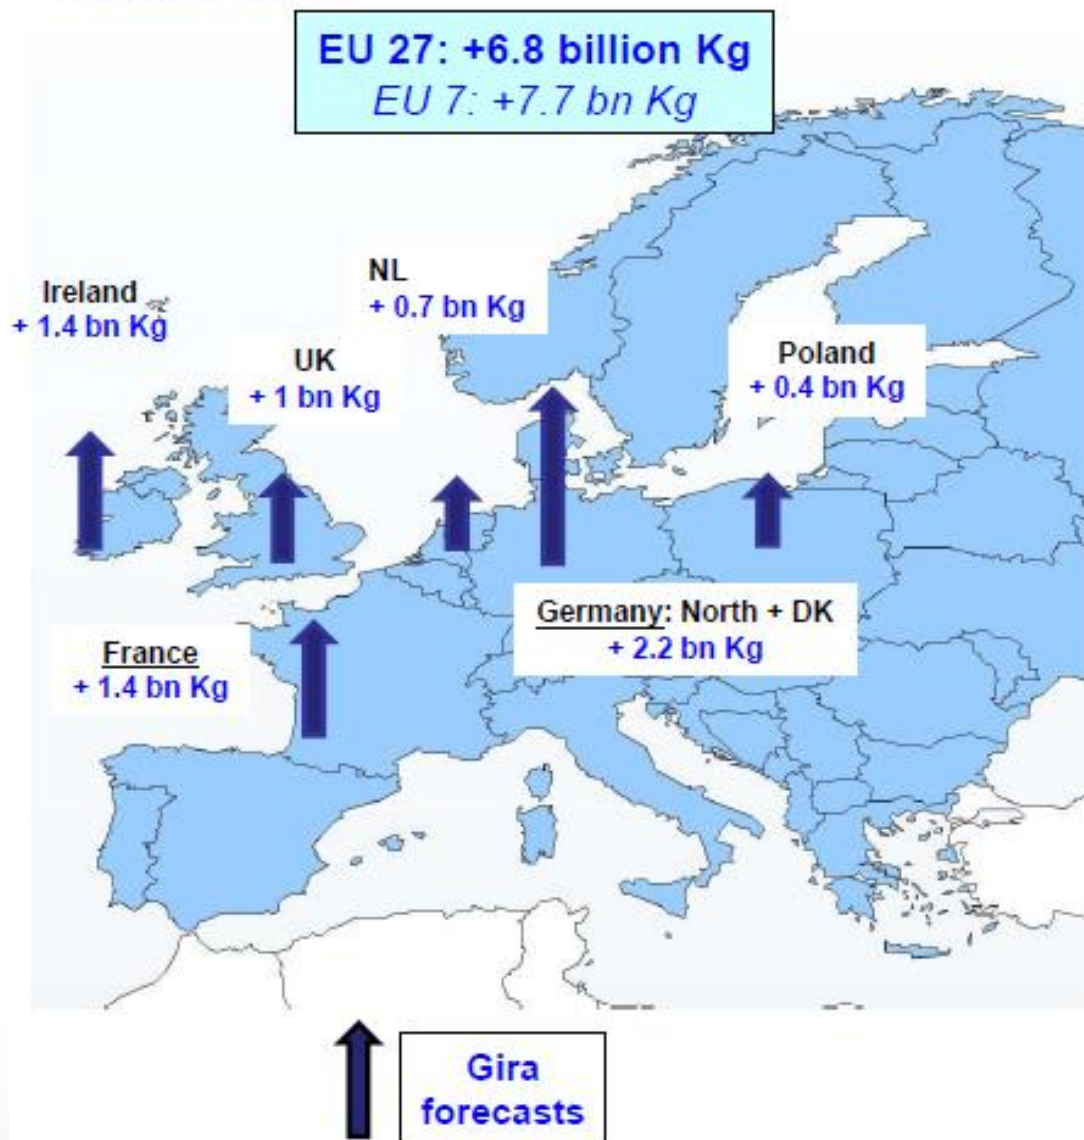 EU 27: +6.8 billion Kg
EU 7: +7.7 bn Kg
Ireland
+ 1.4 bn Kg
NL
+ 0.7 bn Kg
UK
+ 1 bn Kg
Poland
+ 0.4 bn Kg
France
+ 1.4 bn Kg
Germany: North + DK
+ 2.2 bn Kg
Gira
forecasts